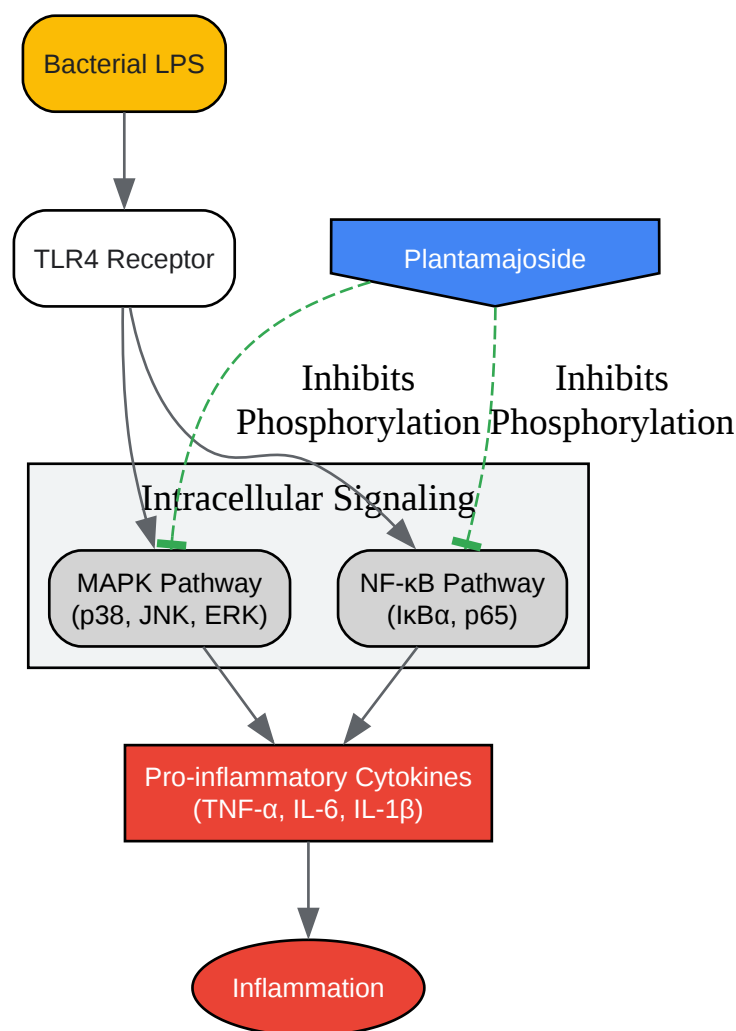 Bacterial LPS
TLR4 Receptor
Plantamajoside
Inhibits
Phosphorylation
Inhibits
Phosphorylation
Intracellular Signaling
MAPK Pathway
(p38, JNK, ERK)
NF-κB Pathway
(IκBα, p65)
Pro-inflammatory Cytokines
(TNF-α, IL-6, IL-1β)
Inflammation